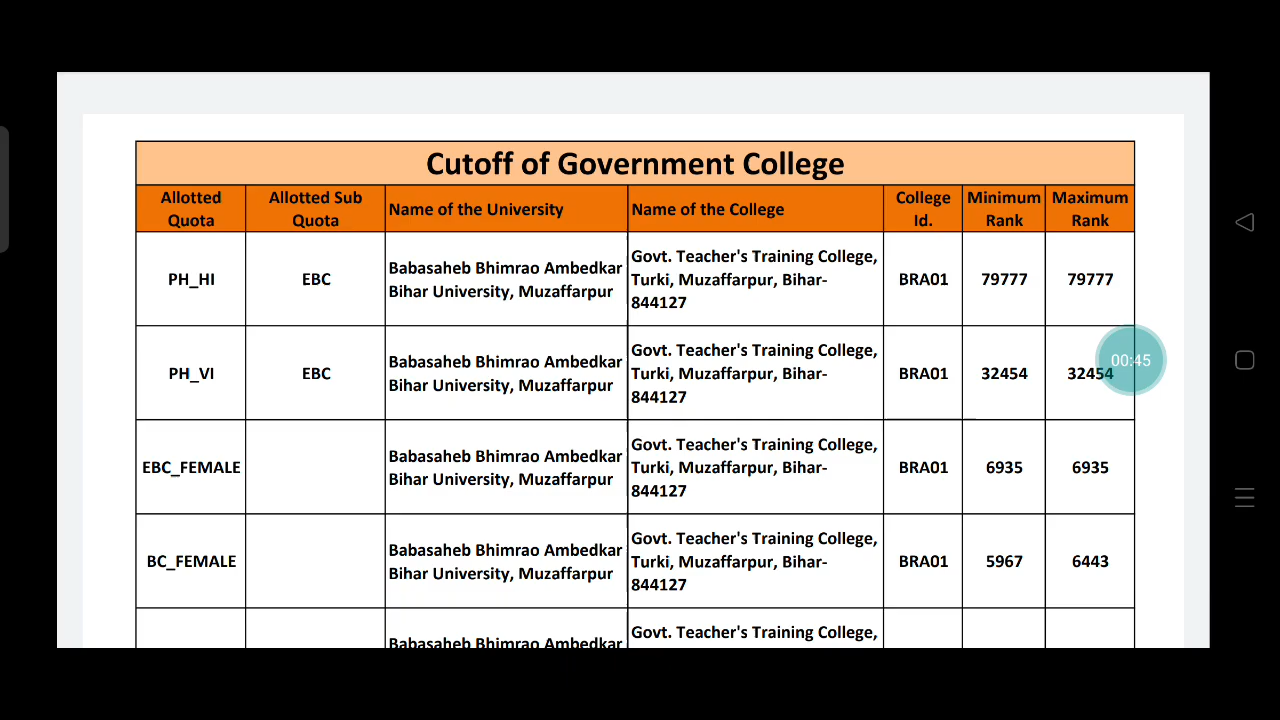 Cutoff of Government College
Allotted Quota
Allotted Sub Quota
Name of the University
Name of the College
College Id.
Minimum Rank
Maximum Rank
PH_HI
EBC
Babasaheb Bhimrao Ambedkar
Bihar University, Muzaffarpur
Govt. Teacher's Training College,
Turki, Muzaffarpur, Bihar-
844127
BRA01
79777
79777
PH_VI
EBC
Babasaheb Bhimrao Ambedkar
Bihar University, Muzaffarpur
Govt. Teacher's Training College,
Turki, Muzaffarpur, Bihar-
844127
BRA01
32454
32454
00:45
EBC_FEMALE
Babasaheb Bhimrao Ambedkar
Bihar University, Muzaffarpur
Govt. Teacher's Training College,
Turki, Muzaffarpur, Bihar-
844127
BRA01
6935
6935
BC_FEMALE
Babasaheb Bhimrao Ambedkar
Bihar University, Muzaffarpur
Govt. Teacher's Training College,
Turki, Muzaffarpur, Bihar-
844127
BRA01
5967
6443
Babasaheb Bhimrao Ambedkar
Govt. Teacher's Training College,